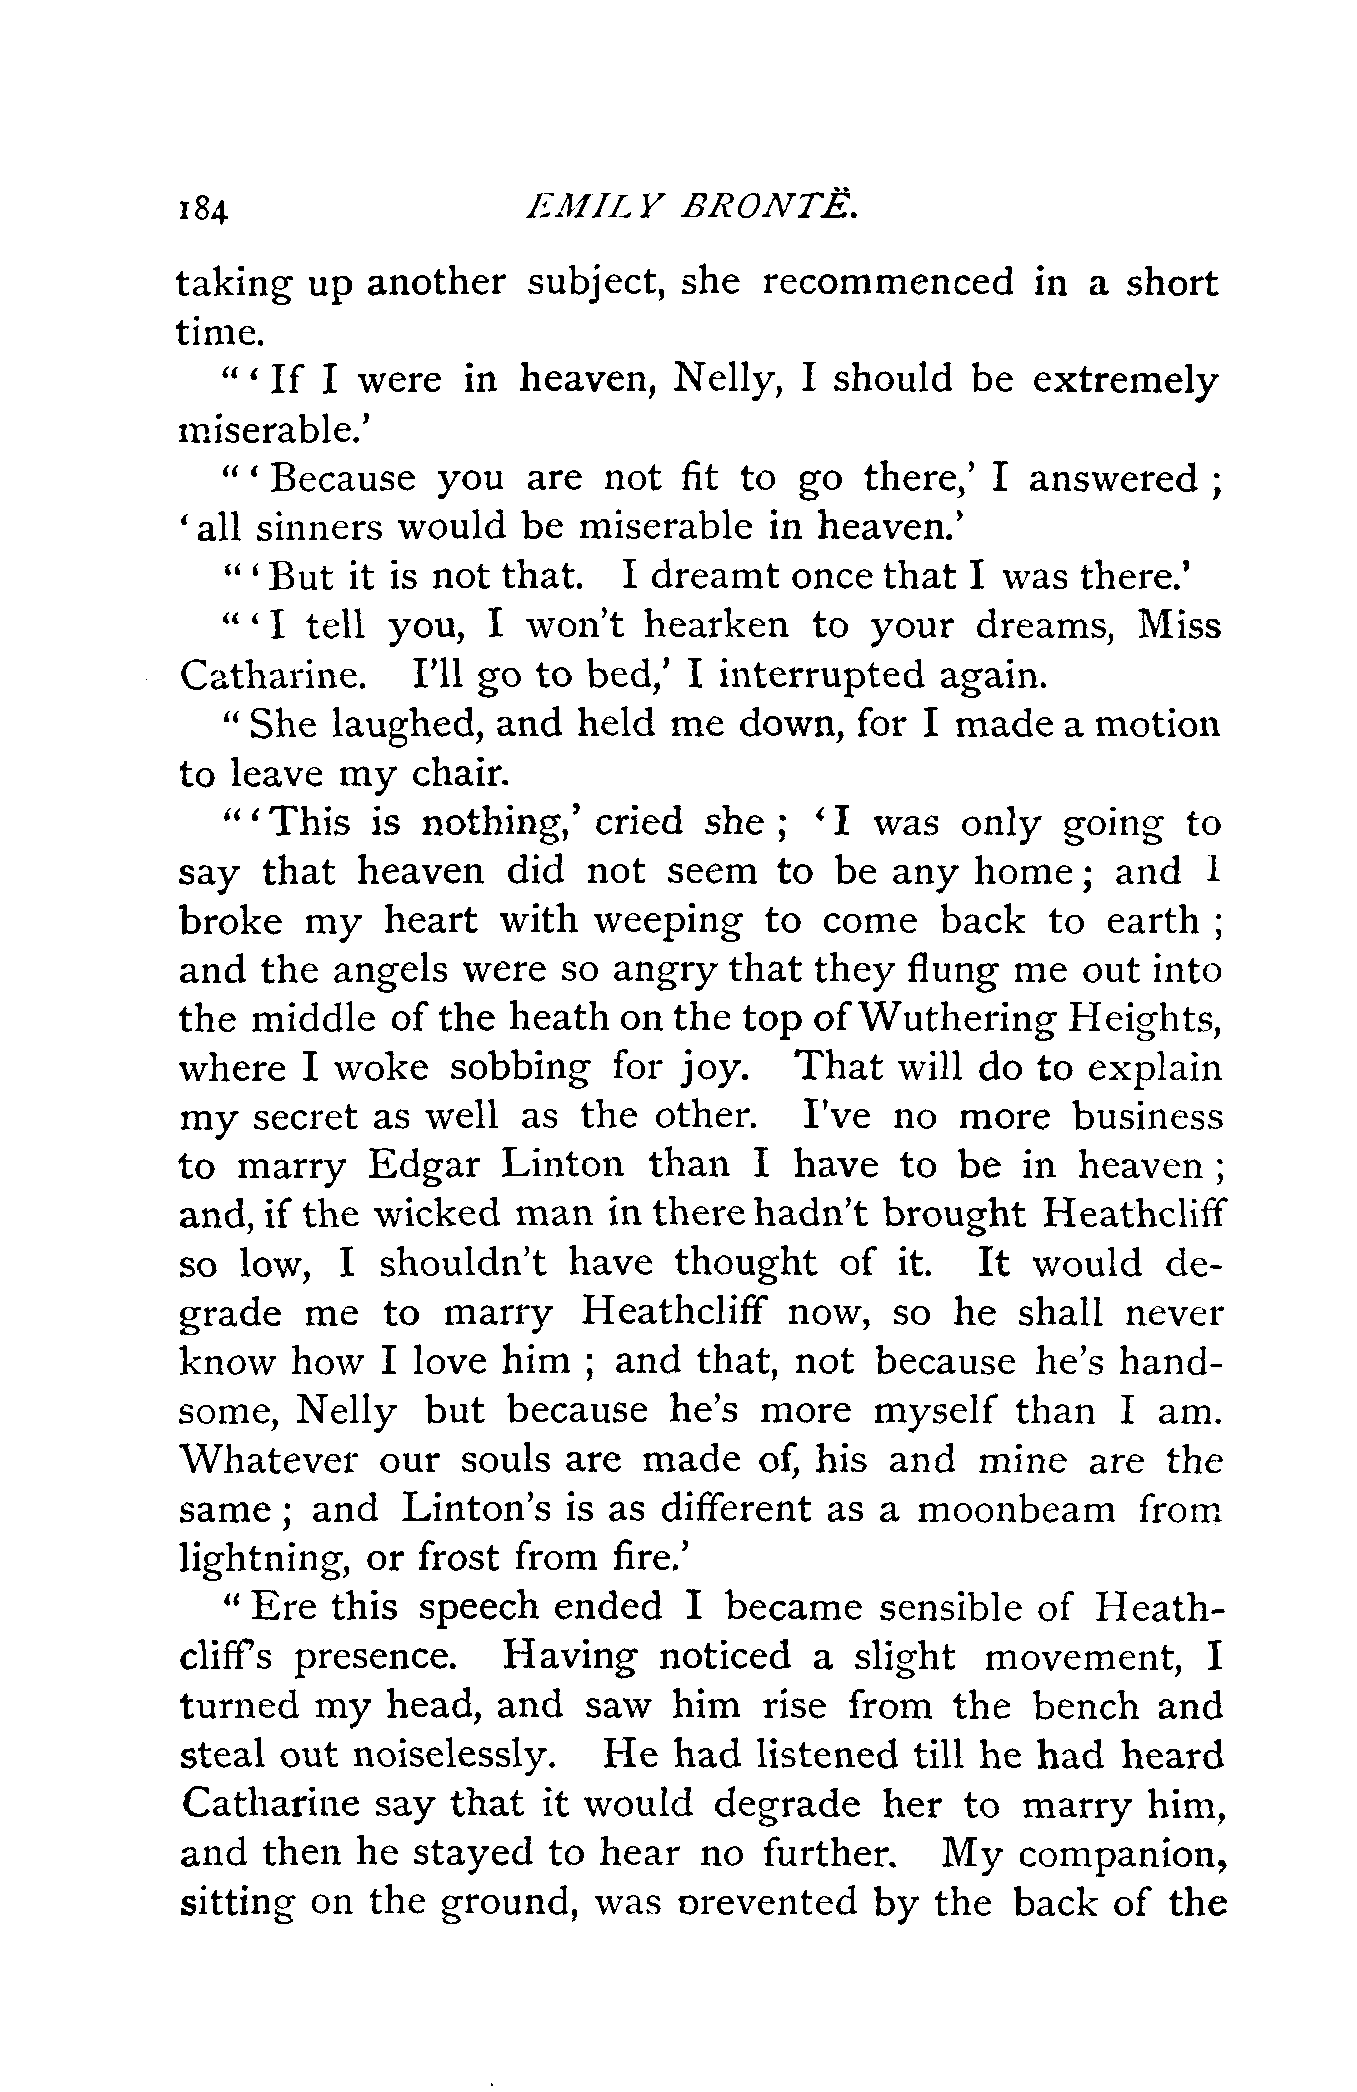 184 EMILY BRONTË.
taking up another subject, she recommenced in a short
time.
" ' If I were in heaven, Nelly, I should be extremely
miserable.'
" ' Because you are not fit to go there,' I answered ;
' all sinners would be miserable in heaven.'
" ' But it is not that. I dreamt once that I was there.'
" ' I tell you, I won't hearken to your dreams, Miss
Catharine. I'll go to bed,' I interrupted again.
" She laughed, and held me down, for I made a motion
to leave my chair.
" ' This is nothing,' cried she ; ' I was only going to
say that heaven did not seem to be any home ; and I
broke my heart with weeping to come back to earth ;
and the angels were so angry that they flung me out into
the middle of the heath on the top of Wuthering Heights,
where I woke sobbing for joy. That will do to explain
my secret as well as the other. I've no more business
to marry Edgar Linton than I have to be in heaven ;
and, if the wicked man in there hadn't brought Heathcliff
so low, I shouldn't have thought of it. It would de-
grade me to marry Heathcliff now, so he shall never
know how I love him ; and that, not because he's hand-
some, Nelly but because he's more myself than I am.
Whatever our souls are made of, his and mine are the
same ; and Linton's is as different as a moonbeam from
lightning, or frost from fire.'
" Ere this speech ended I became sensible of Heath-
cliff's presence. Having noticed a slight movement, I
turned my head, and saw him rise from the bench and
steal out noiselessly. He had listened till he had heard
Catharine say that it would degrade her to marry him,
and then he stayed to hear no further. My companion,
sitting on the ground, was prevented by the back of the